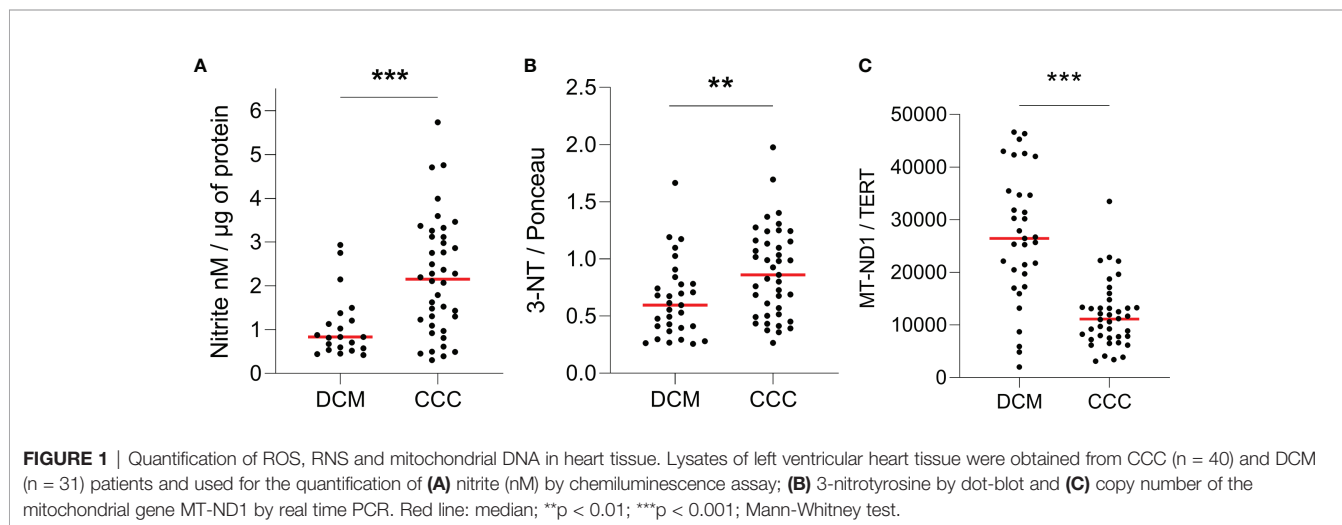 A
***
Nitrite nM / µg of protein
6
5
4
3
2
1
0
DCM
CCC
B
**
3-NT / Ponceau
2.5
2.0
1.5
1.0
0.5
0.0
DCM
CCC
C
***
MT-ND1 / TERT
50000
40000
30000
20000
10000
0
DCM
CCC
FIGURE 1 | Quantification of ROS, RNS and mitochondrial DNA in heart tissue. Lysates of left ventricular heart tissue were obtained from CCC (n = 40) and DCM
(n = 31) patients and used for the quantification of (A) nitrite (nM) by chemiluminescence assay; (B) 3-nitrotyrosine by dot-blot and (C) copy number of the
mitochondrial gene MT-ND1 by real time PCR. Red line: median; **p < 0.01; ***p < 0.001; Mann-Whitney test.